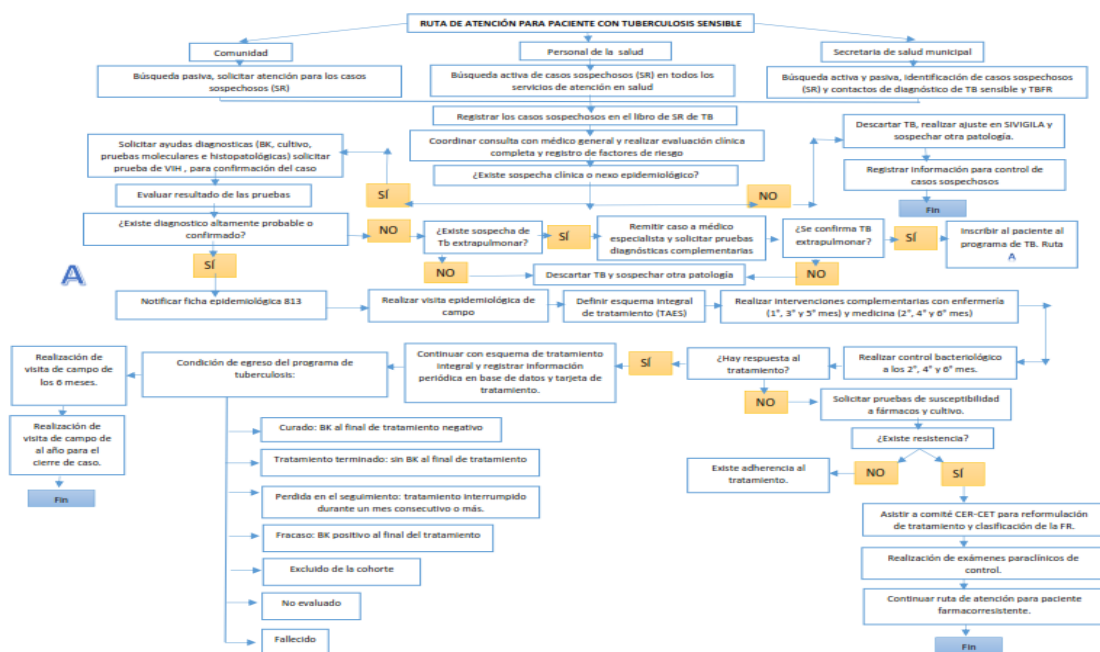 RUTA DE ATENCIÓN PARA PACIENTE CON TUBERCULOSIS SENSIBLE
Comunidad
Personal de la salud
Secretaria de salud municipal
Búsqueda pasiva, solicitar atención para los casos
sospechosos (SR)
Búsqueda activa de casos sospechosos (SR) en todos los
servicios de atención en salud
Búsqueda activa y pasiva, identificación de casos sospechosos
(SR) y contactos de diagnóstico de TB sensible y TBFR
Registrar los casos sospechosos en el libro de SR de TB
Coordinar consulta con médico general y realizar evaluación clínica
completa y registro de factores de riesgo
¿Existe sospecha clínica o nexo epidemiológico?
SÍ
NO
Solicitar ayudas diagnosticas (BK, cultivo,
pruebas moleculares e histopatológicas) solicitar
prueba de VIH , para confirmación del caso
Evaluar resultado de las pruebas
¿Existe diagnostico altamente probable o
confirmado?
Descartar TB, realizar ajuste en SIVIGILA y
sospechar otra patología.
Registrar información para control de
casos sospechosos
Fin
NO
¿Existe sospecha de
Tb extrapulmonar?
SÍ
Remitir caso a médico
especialista y solicitar pruebas
diagnósticas complementarias
¿Se confirma TB
extrapulmonar?
SÍ
Inscribir al paciente al
programa de TB. Ruta
A
A
SÍ
NO
Descartar TB y sospechar otra patología
NO
Notificar ficha epidemiológica 813
Realizar visita epidemiológica de
campo
Definir esquema integral
de tratamiento (TAES)
Realizar intervenciones complementarias con enfermería
(1°, 3° y 5° mes) y medicina (2°, 4° y 6° mes)
Realizar control bacteriológico
a los 2°, 4° y 6° mes.
¿Hay respuesta al
tratamiento?
SÍ
Continuar con esquema de tratamiento
integral y registrar información
periódica en base de datos y tarjeta de
tratamiento.
Condición de egreso del programa de
tuberculosis:
Realización de
visita de campo de
los 6 meses.
Realización de
visita de campo de
al año para el
cierre de caso.
Fin
NO
Solicitar pruebas de susceptibilidad
a fármacos y cultivo.
¿Existe resistencia?
NO
SÍ
Existe adherencia al
tratamiento.
Asistir a comité CER-CET para reformulación
de tratamiento y clasificación de la FR.
Realización de exámenes paraclínicos de
control.
Continuar ruta de atención para paciente
farmacorresistente.
Fin
Curado: BK al final de tratamiento negativo
Tratamiento terminado: sin BK al final de tratamiento
Perdida en el seguimiento: tratamiento interrumpido
durante un mes consecutivo o más.
Fracaso: BK positivo al final del tratamiento
Excluido de la cohorte
No evaluado
Fallecido